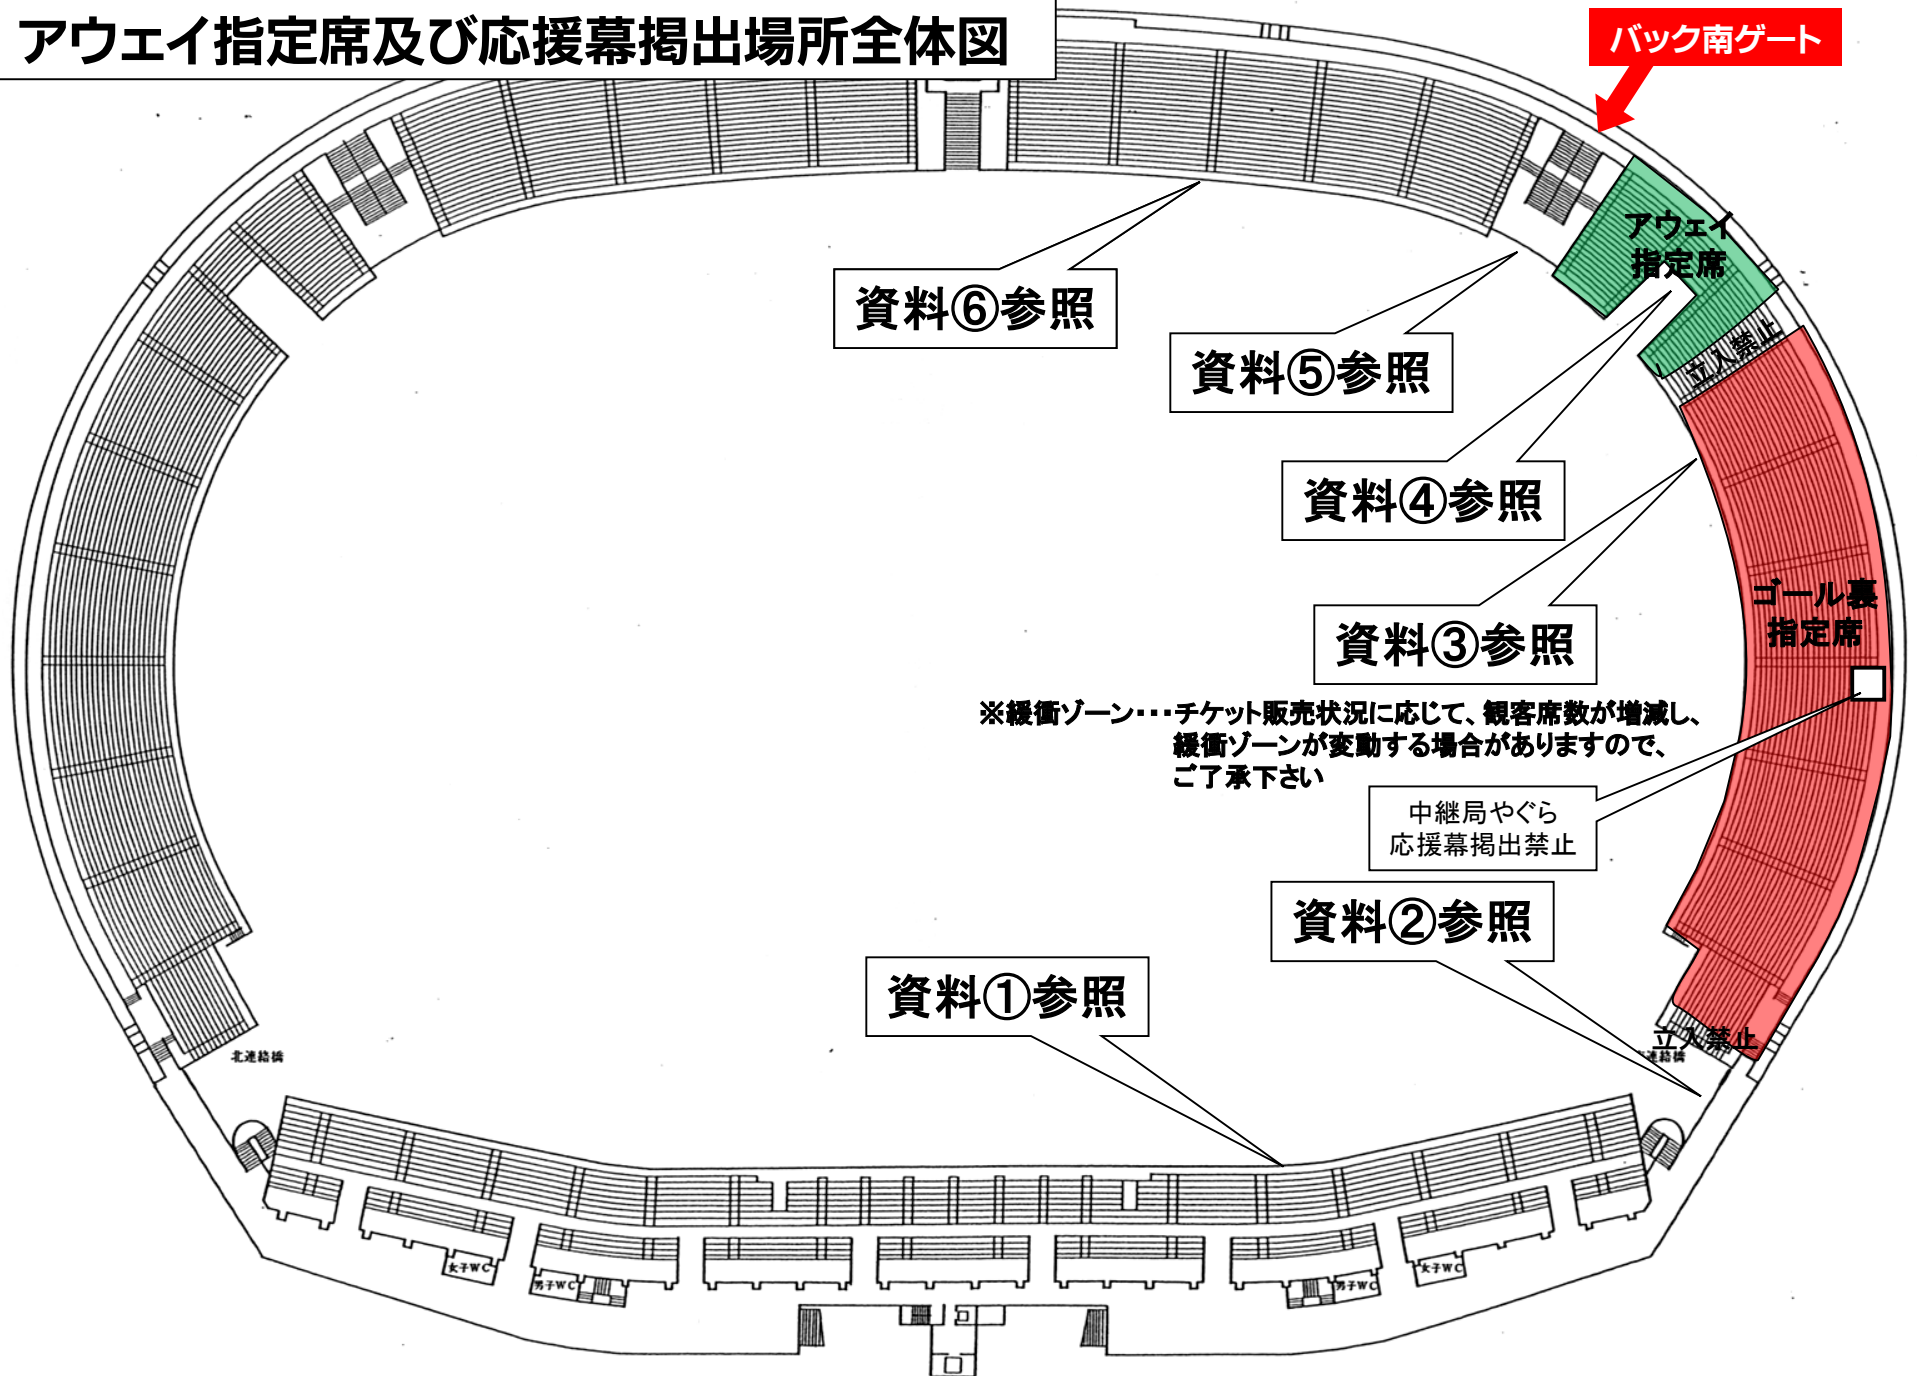 アウェイ指定席及び応援幕掲出場所全体図
バック南ゲート
アウェイ
指定席
資料⑥参照
立入禁止
資料⑤参照
資料④参照
ゴール裏
指定席
資料③参照
※緩衝ゾーン･･･チケット販売状況に応じて、観客席数が増減し、
緩衝ゾーンが変動する場合がありますので、
ご了承下さい
中継局やぐら
応援幕掲出禁止
資料②参照
資料①参照
立入禁止
北連絡橋
連絡橋
女子WC
男子WC
男子WC
女子WC